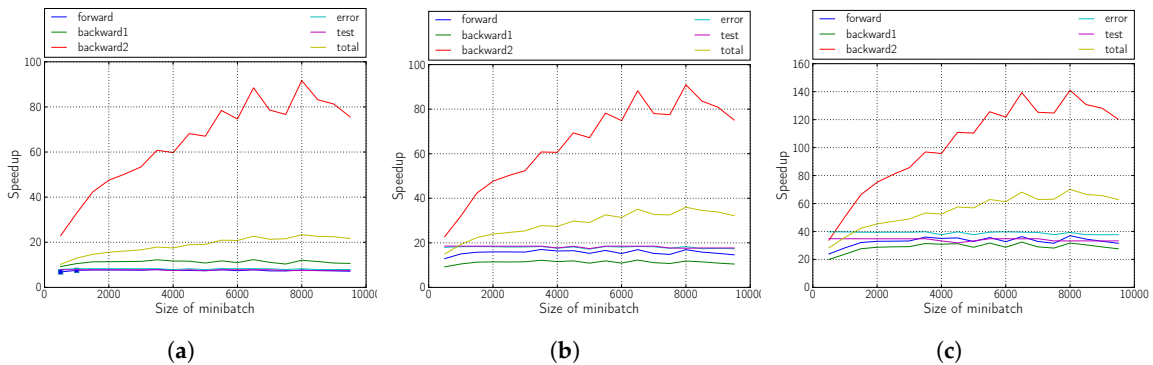 forward error
backward1 test
backward2 total
100
80
60
40
20
0
Speedup
0 2000 4000 6000 8000 10000
Size of minibatch
(a)
forward error
backward1 test
backward2 total
100
80
60
40
20
0
Speedup
0 2000 4000 6000 8000 10000
Size of minibatch
(b)
forward error
backward1 test
backward2 total
160
140
120
100
80
60
40
20
0
Speedup
0 2000 4000 6000 8000 10000
Size of minibatch
(c)